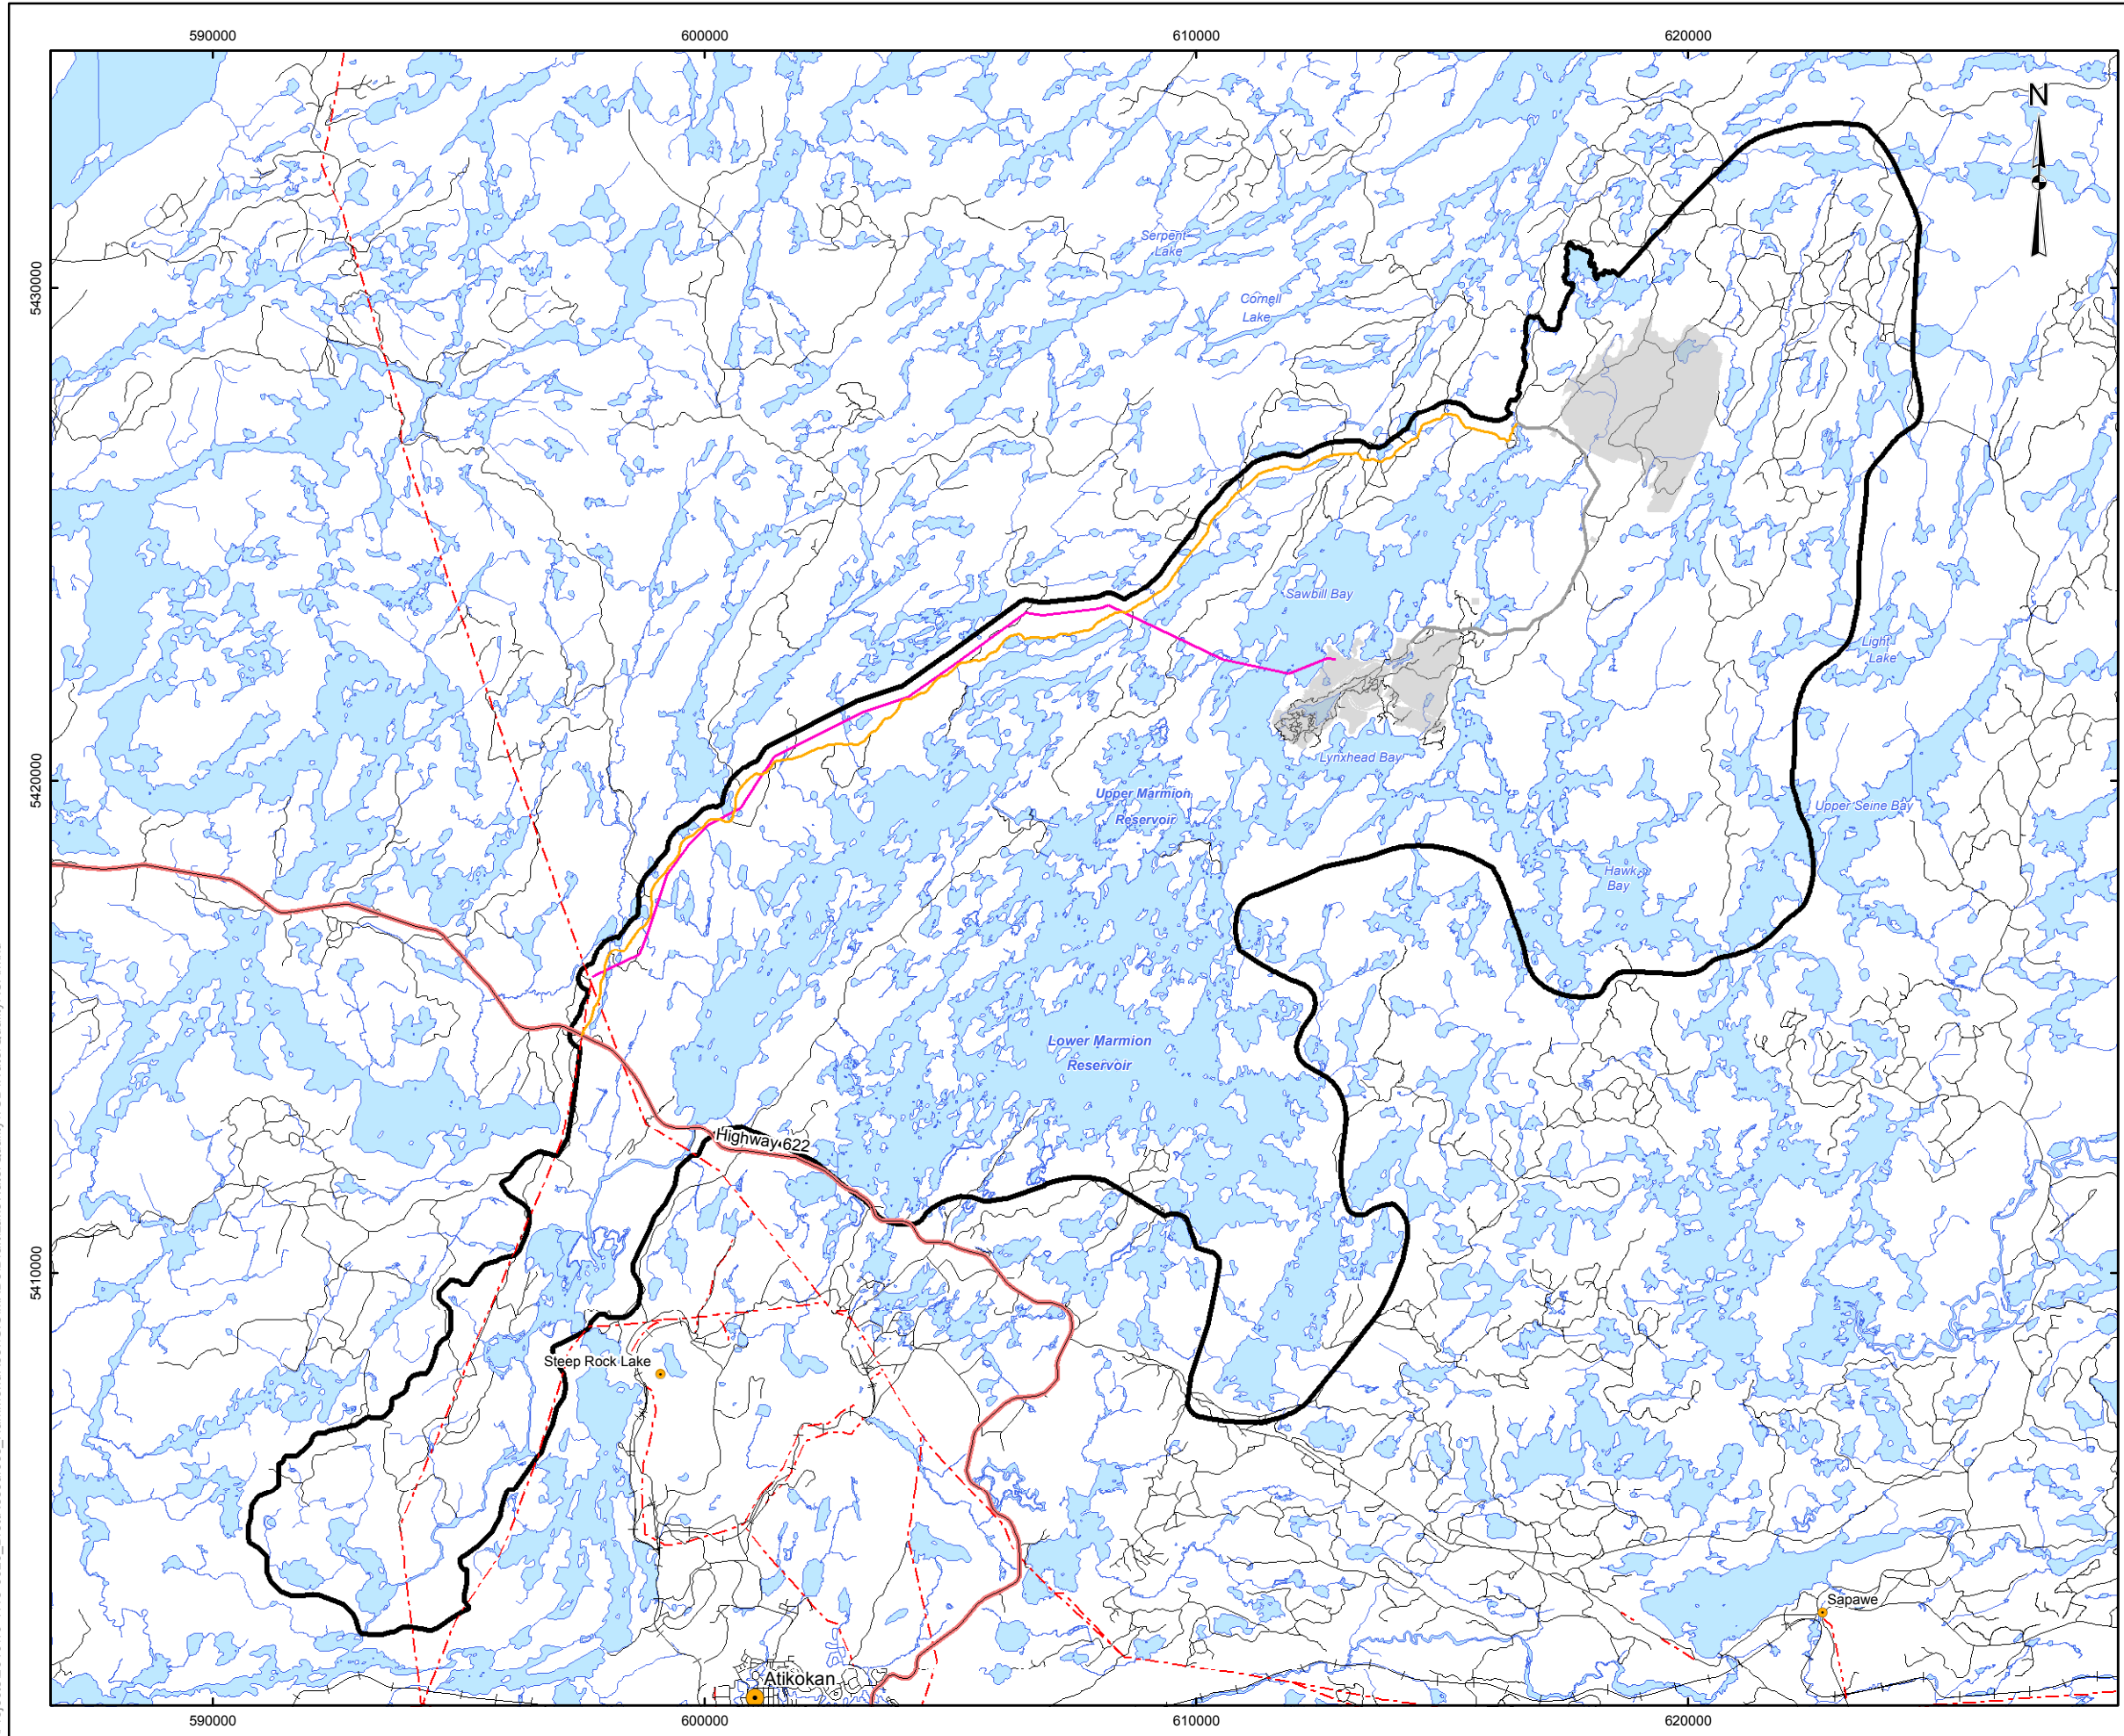 590000
600000
610000
620000
N
Serpent
Lake
5430000
Cornell
Lake
Sawbill Bay
Light
Lake
Lynxhead Bay
5420000
Upper Marmion
Reservoir
Upper Seine Bay
Hawk
Bay
Lower Marmion
Reservoir
Highway 622
5410000
Steep Rock Lake
Sapawe
Atikokan
590000
600000
610000
620000